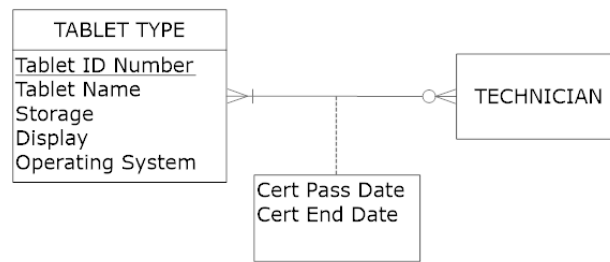 TABLET TYPE
Tablet ID Number
Tablet Name
Storage
Display
Operating System
TECHNICIAN
Cert Pass Date
Cert End Date